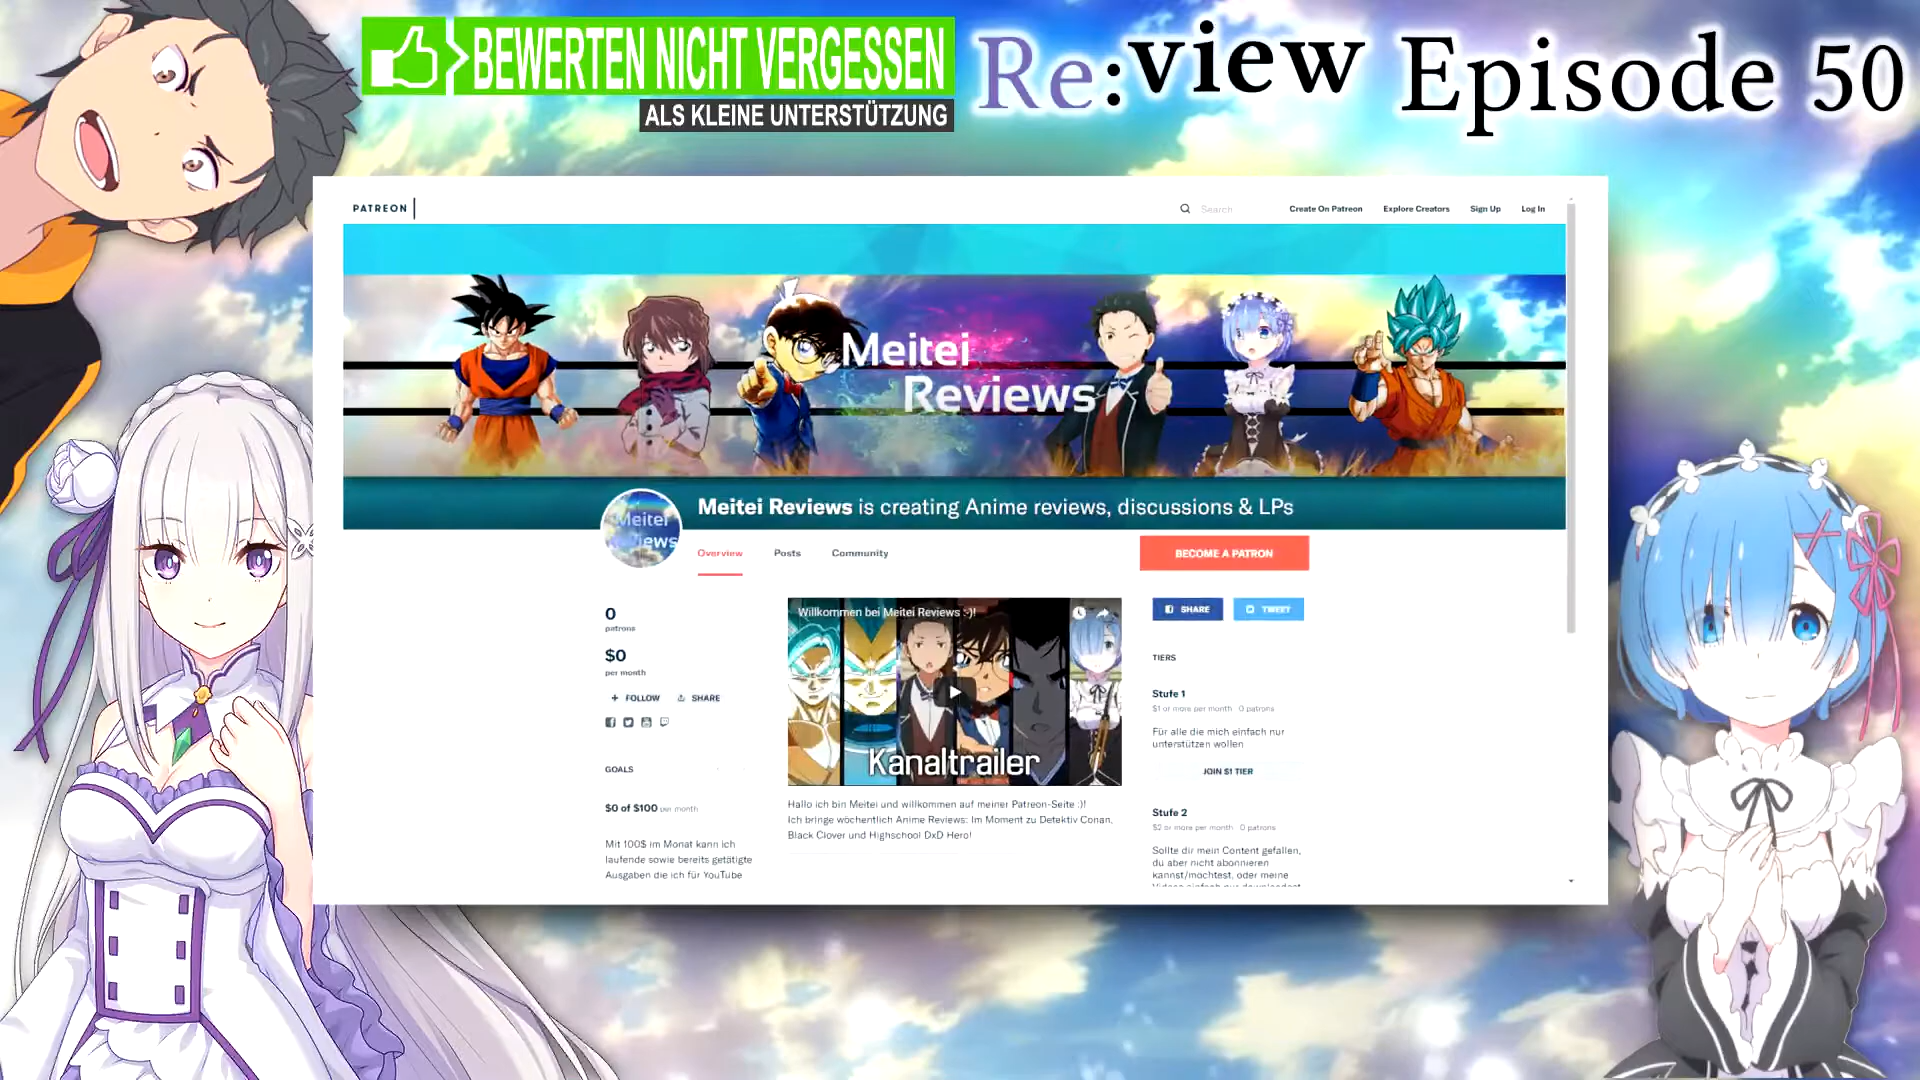 BEWERTEN NICHT VERGESSEN
ALS KLEINE UNTERSTÜTZUNG
Re:view Episode 50
PATREON
Search
Create On Patreon
Explore Creators
Sign Up
Log In
Meitei
Reviews
Meitei
Reviews is creating Anime reviews, discussions & LPs
Overview
Posts
Community
BECOME A PATRON
0
patrons
$0
per month
+ FOLLOW
SHARE
GOALS
$0 of $100 per month
Mit 100$ im Monat kann ich
laufende sowie bereits getätigte
Ausgaben die ich für YouTube
Willkommen bei Meitei Reviews :-)!
Kanaltrailer
Hallo ich bin Meitei und willkommen auf meiner Patreon-Seite :)!
Ich bringe wöchentlich Anime Reviews: Im Moment zu Detektiv Conan,
Black Clover und Highschool DxD Hero!
SHARE
TWEET
TIERS
Stufe 1
$1 or more per month · 0 patrons
Für alle die mich einfach nur
unterstützen wollen
JOIN $1 TIER
Stufe 2
$2 or more per month · 0 patrons
Sollte dir mein Content gefallen,
du aber nicht abonnieren
kannst/möchtest, oder meine